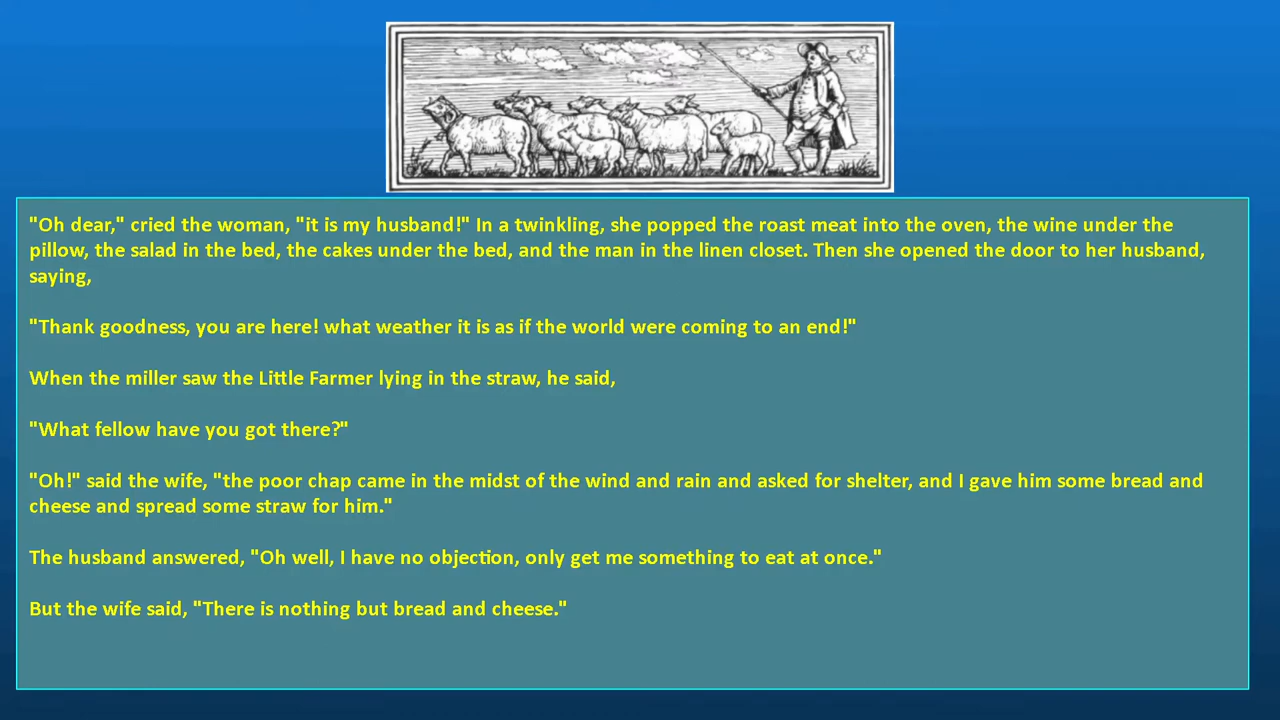 "Oh dear," cried the woman, "it is my husband!" In a twinkling, she popped the roast meat into the oven, the wine under the
pillow, the salad in the bed, the cakes under the bed, and the man in the linen closet. Then she opened the door to her husband,
saying,
"Thank goodness, you are here! what weather it is as if the world were coming to an end!"
When the miller saw the Little Farmer lying in the straw, he said,
"What fellow have you got there?"
"Oh!" said the wife, "the poor chap came in the midst of the wind and rain and asked for shelter, and I gave him some bread and
cheese and spread some straw for him."
The husband answered, "Oh well, I have no objection, only get me something to eat at once."
But the wife said, "There is nothing but bread and cheese."